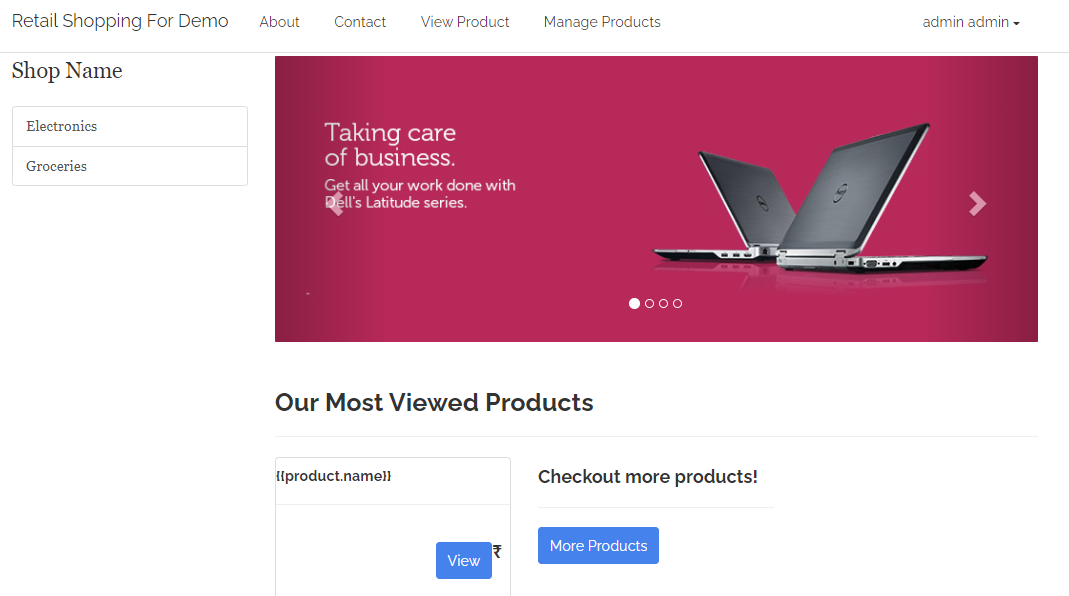 Retail Shopping For Demo About Contact View Product Manage Products admin admin
Shop Name
Electronics
Groceries
Taking care
of business.
Get all your work done with
Dell's Latitude series.
Our Most Viewed Products
{{product.name}}
Checkout more products!
View ₹
More Products